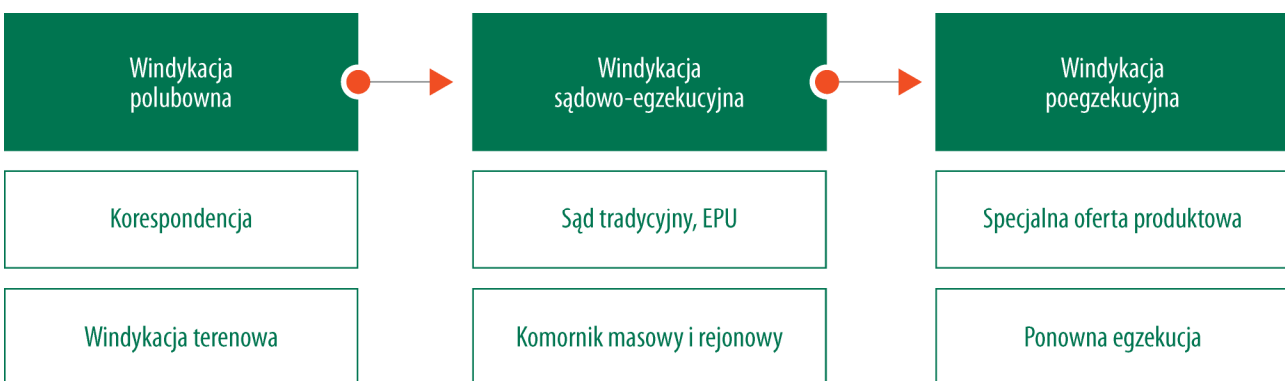 Windykacja
polubowna
Windykacja
sądowo-egzekucyjna
Windykacja
poegzekucyjna
Korespondencja
Sąd tradycyjny, EPU
Specjalna oferta produktowa
Windykacja terenowa
Komornik masowy i rejonowy
Ponowna egzekucja